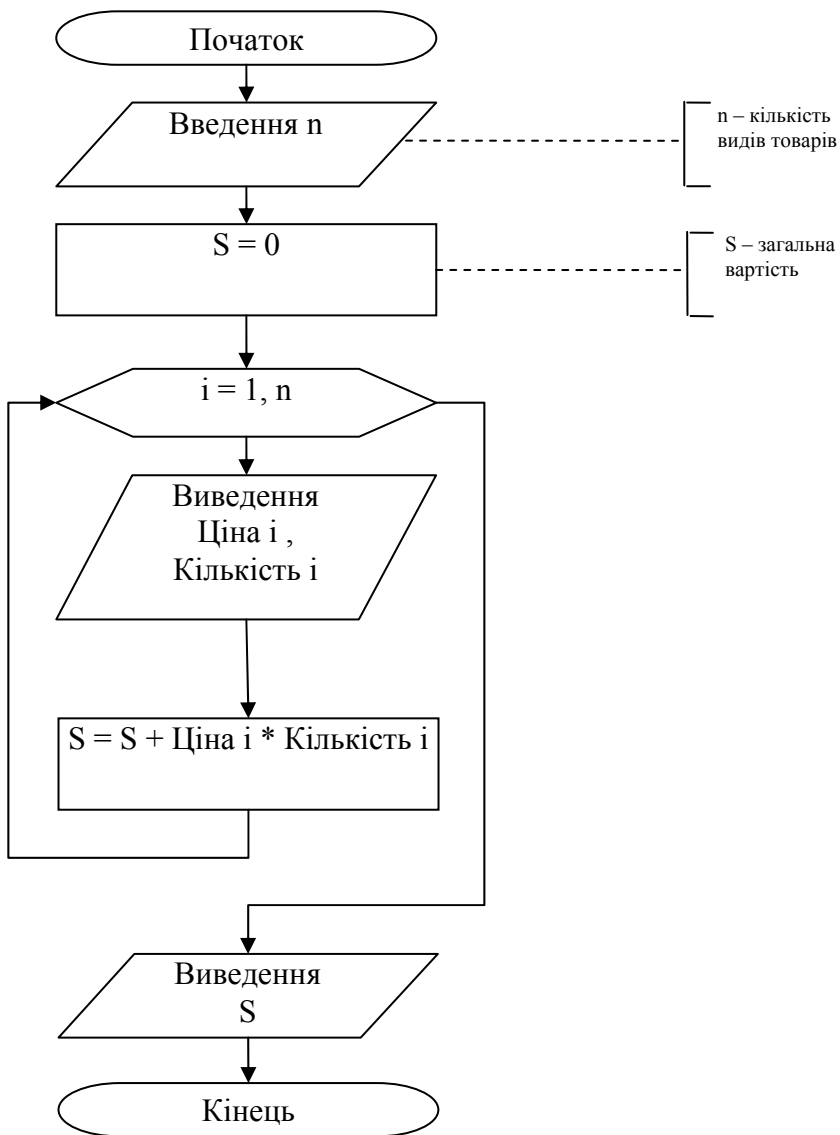 Початок
Введення n
n – кількість
видів товарів
S = 0
S – загальна
вартість
i = 1, n
Виведення
Ціна i ,
Кількість i
S = S + Ціна i * Кількість i
Виведення
S
Кінець